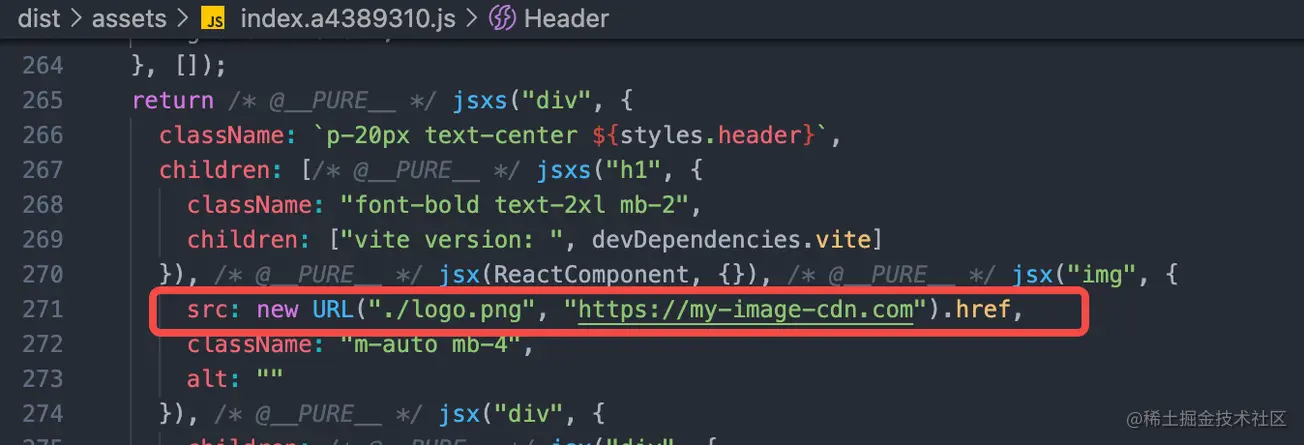 dist > assets > JS index.a4389310.js > Header
264 }, []);
265 return /* @__PURE__ */ jsxs("div", {
266 className: `p-20px text-center ${styles.header}`,
267 children: [/* @__PURE__ */ jsxs("h1", {
268 className: "font-bold text-2xl mb-2",
269 children: ["vite version: ", devDependencies.vite]
270 }), /* @__PURE__ */ jsx(ReactComponent, {}), /* @__PURE__ */ jsx("img", {
271 src: new URL("./logo.png", "https://my-image-cdn.com").href,
272 className: "m-auto mb-4",
273 alt: ""
274 }), /* @__PURE__ */ jsx("div", {
@稀土掘金技术社区